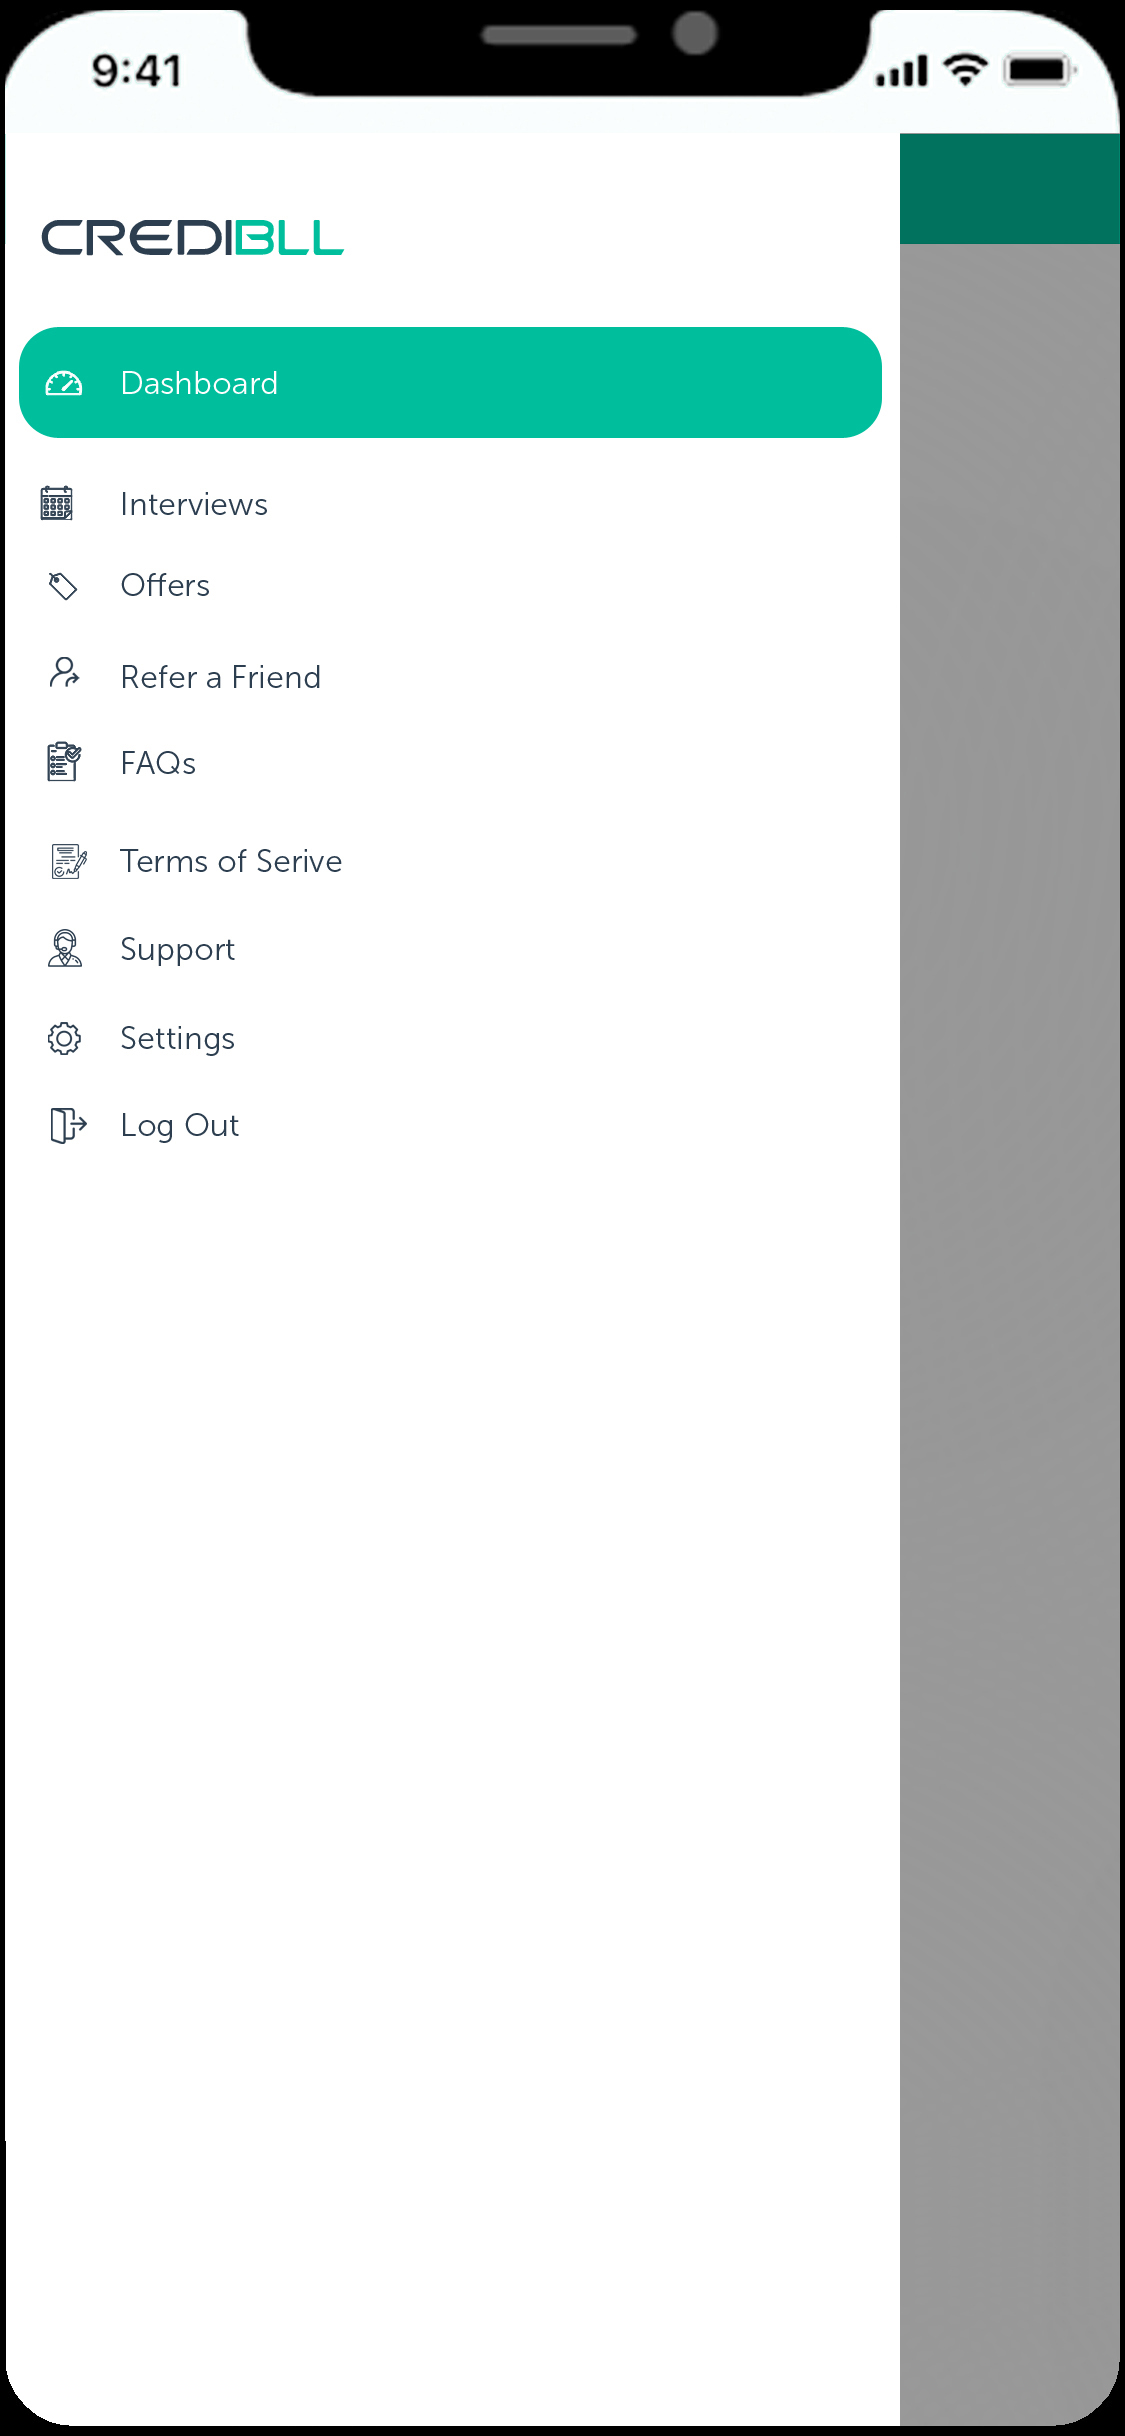 9:41
CREDIBLL
Dashboard
Interviews
Offers
Refer a Friend
FAQs
Terms of Serive
Support
Settings
Log Out